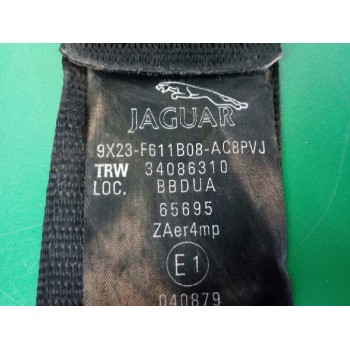 JAGUAR
9X23-F611B08-AC8PVJ
TRW 34086310
LOC. BBDUA
65695
ZAer4mp
E1
040879